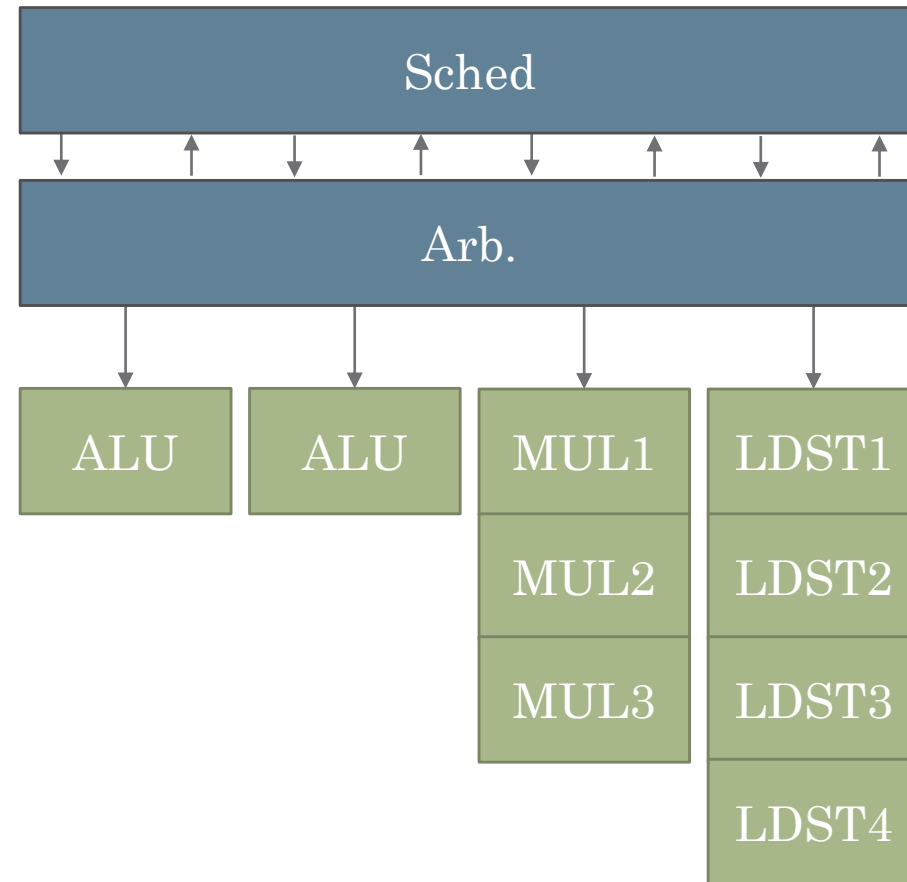 Sched
Arb.
ALU ALU MUL1 LDST1
MUL2 LDST2
MUL3 LDST3
LDST4